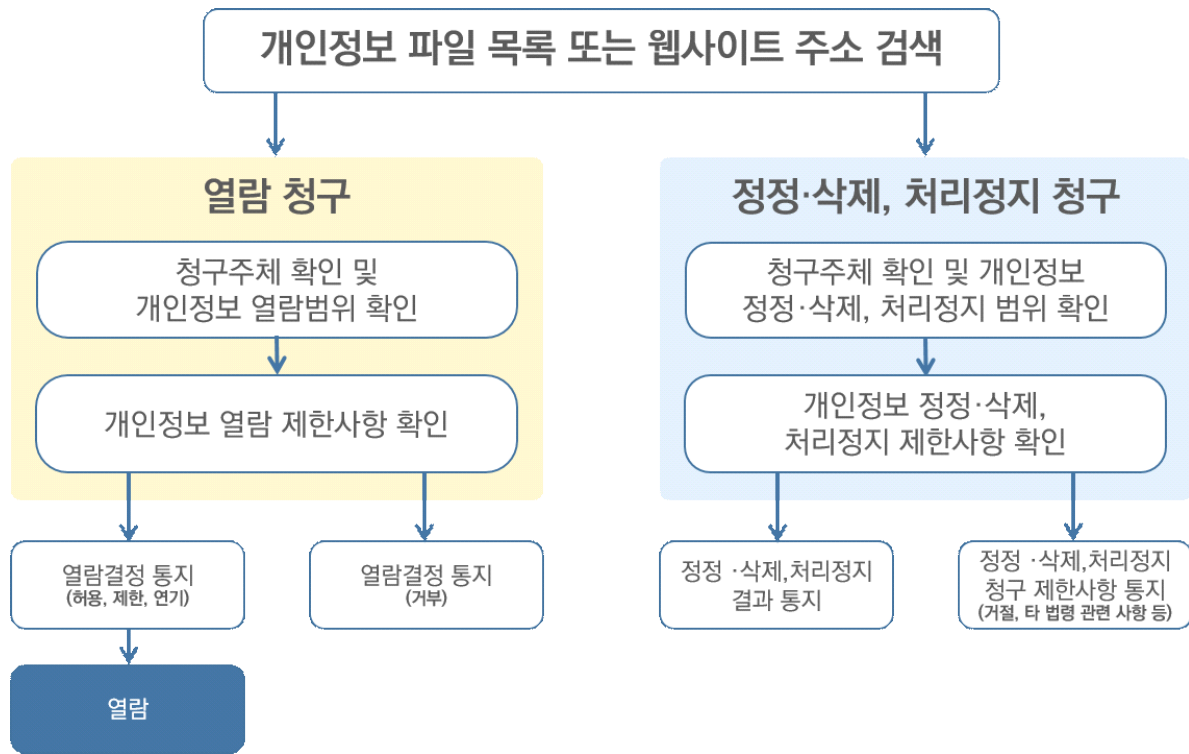 개인정보 파일 목록 또는 웹사이트 주소 검색
열람 청구
청구주체 확인 및
개인정보 열람범위 확인
개인정보 열람 제한사항 확인
열람결정 통지
(허용, 제한, 연기)
열람결정 통지
(거부)
열람
정정·삭제, 처리정지 청구
청구주체 확인 및 개인정보
정정·삭제, 처리정지 범위 확인
개인정보 정정·삭제,
처리정지 제한사항 확인
정정 ·삭제,처리정지
결과 통지
정정 ·삭제,처리정지
청구 제한사항 통지
(거절, 타 법령 관련 사항 등)